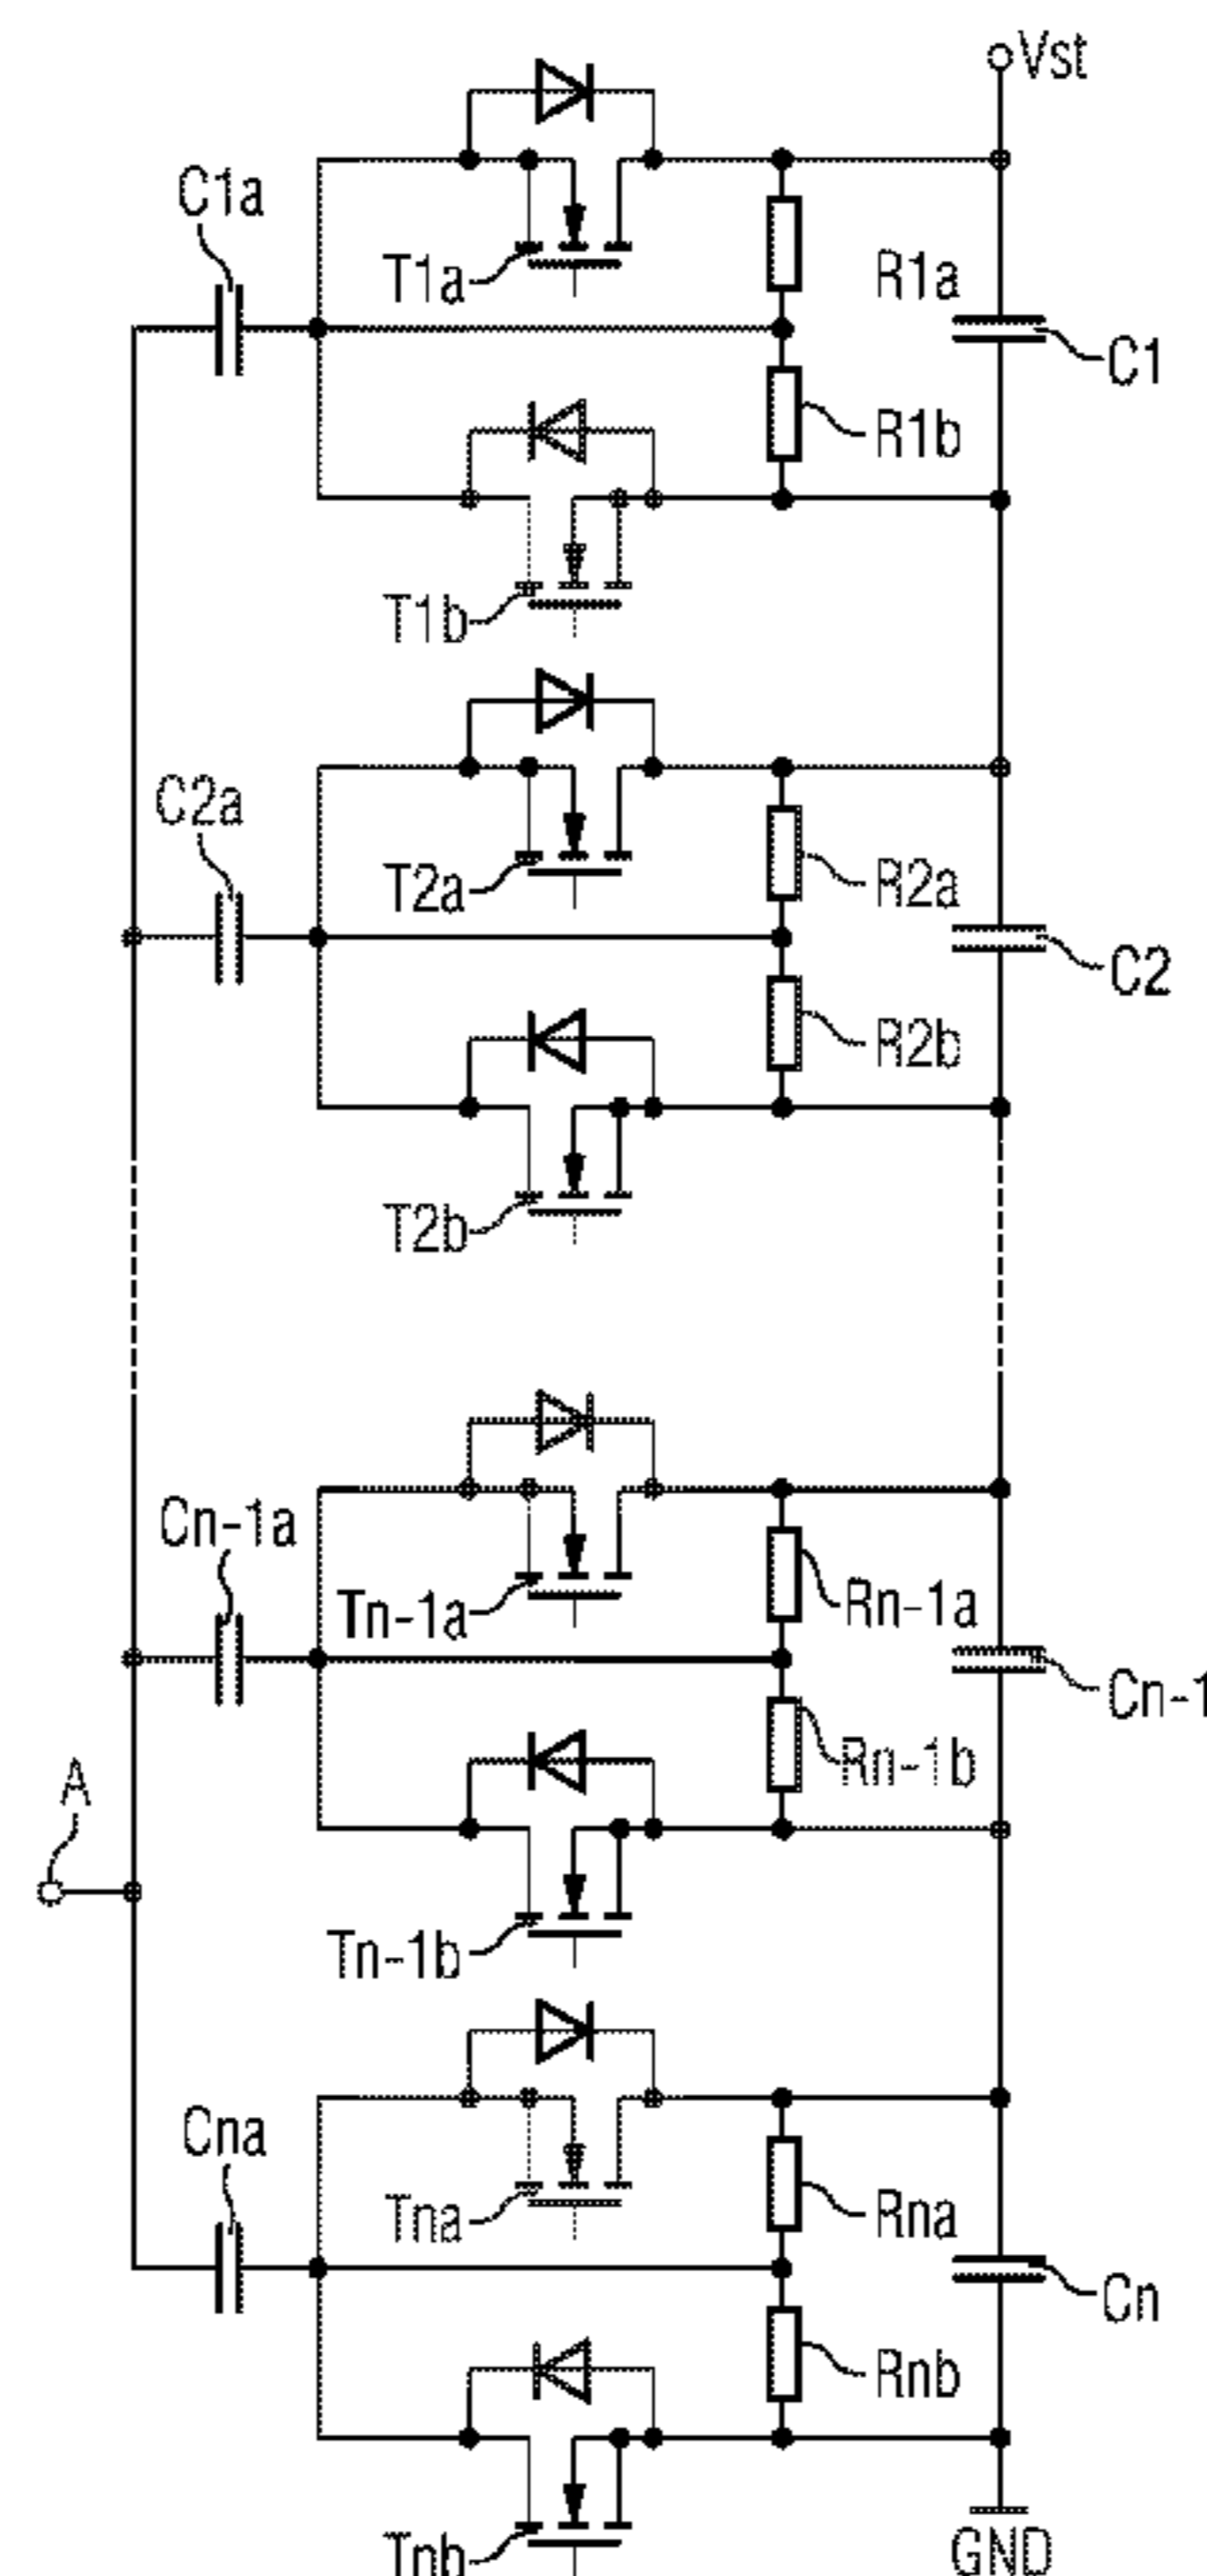 Vst
C1a
T1a
R1a
C1
R1b
T1b
C2a
T2a
R2a
C2
R2b
T2b
Cn-1a
Tn-1a
Rn-1a
Cn-1
Rn-1b
A
Tn-1b
Cna
Tna
Rna
Cn
Rnb
Tnb
GND